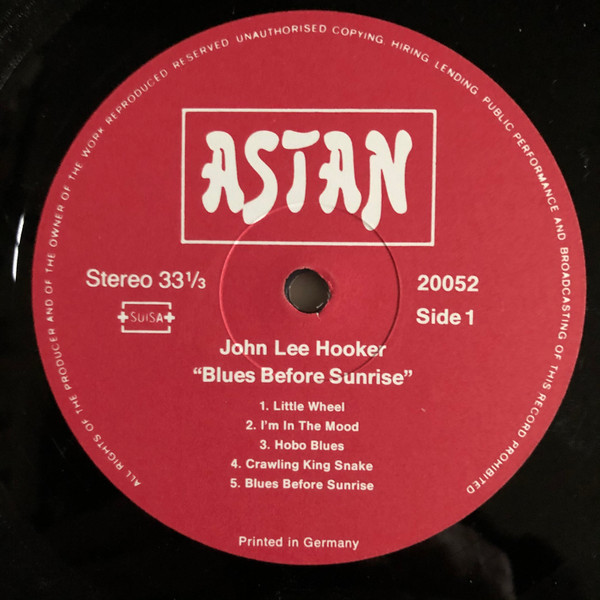 ALL RIGHTS OF THE PRODUCER AND OF THE OWNER OF THE WORK REPRODUCED RESERVED UNAUTHORISED COPYING, HIRING, LENDING, PUBLIC PERFORMANCE AND BROADCASTING OF THIS RECORD PROHIBITED
ASTAN
Stereo 33 1/3
20052
SUISA
Side 1
John Lee Hooker
“Blues Before Sunrise”
1. Little Wheel
2. I'm In The Mood
3. Hobo Blues
4. Crawling King Snake
5. Blues Before Sunrise
Printed in Germany